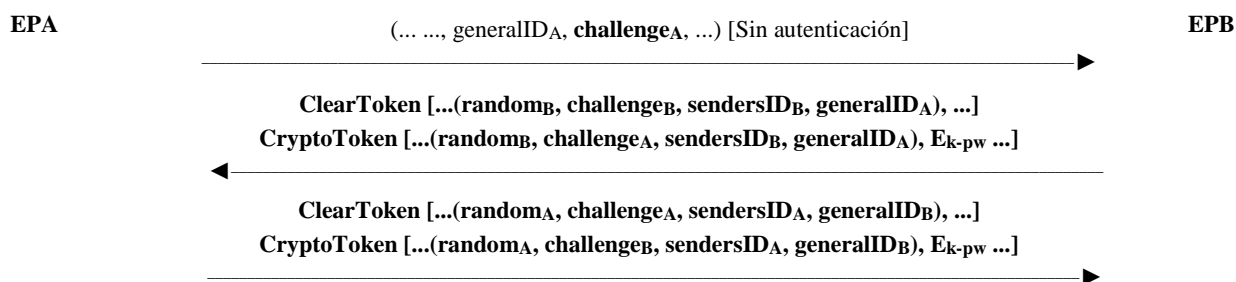 EPA (... ..., generalIDA, challengeA, ...) [Sin autenticación] EPB
ClearToken [...(randomB, challengeB, sendersIDB, generalIDA), ...]
CryptoToken [...(randomB, challengeA, sendersIDB, generalIDA), Ek-pw ...]
ClearToken [...(randomA, challengeA, sendersIDA, generalIDB), ...]
CryptoToken [...(randomA, challengeB, sendersIDA, generalIDB), Ek-pw ...]